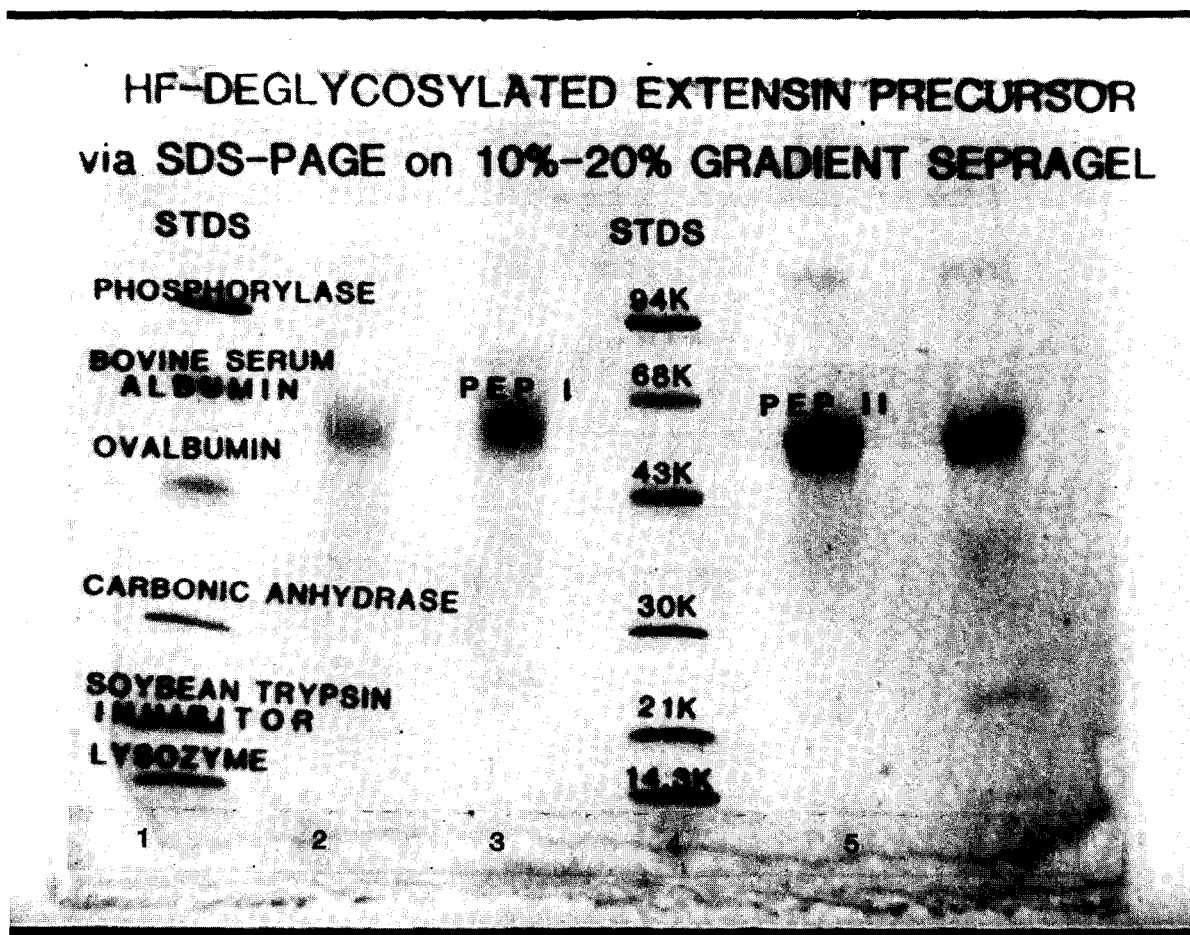 HF-DEGLYCOSYLATED EXTENSIN PRECURSOR
via SDS-PAGE on 10%-20% GRADIENT SEPRAGEL
STDS
STDS
PHOSPHORYLASE
94K
BOVINE SERUM
ALBUMIN
PEP I
68K
PEP II
OVALBUMIN
43K
CARBONIC ANHYDRASE
30K
SOYBEAN TRYPSIN
INHIBITOR
21K
LYSOZYME
14.3K
1 2 3 4 5